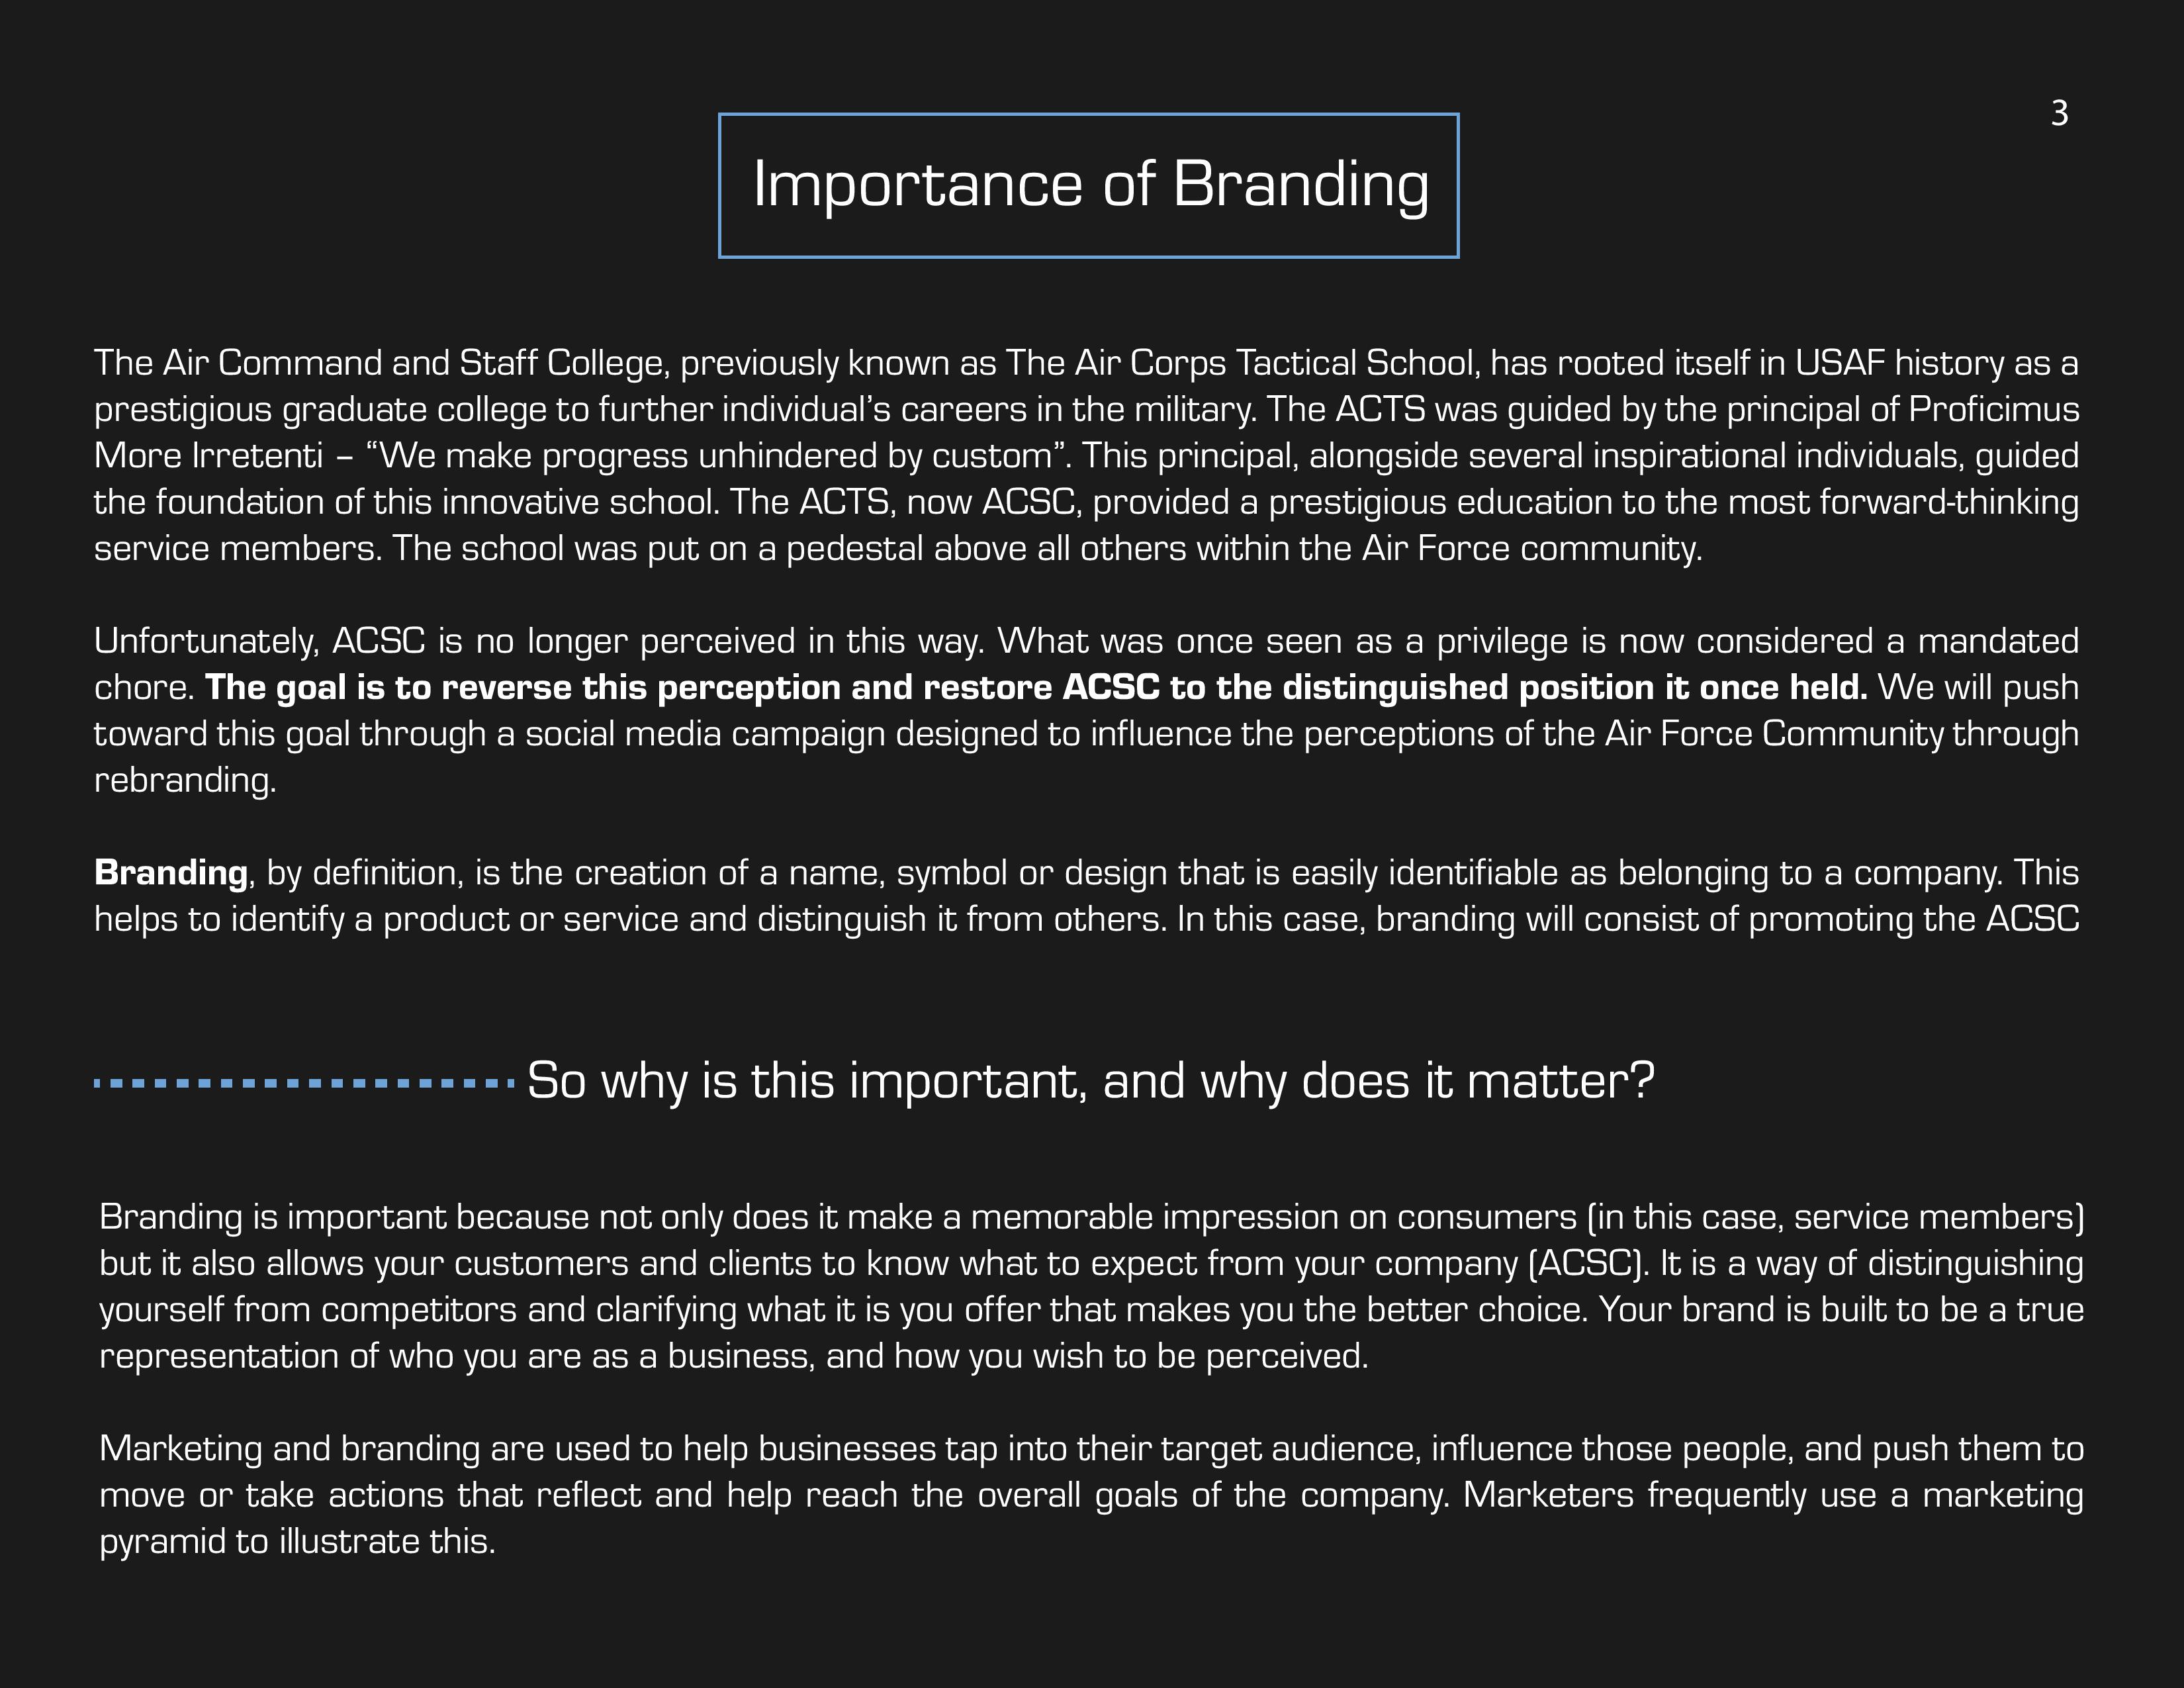 3
Importance of Branding
The Air Command and Staff College, previously known as The Air Corps Tactical School, has rooted itself in USAF history as a
prestigious graduate college to further individual’s careers in the military. The ACTS was guided by the principal of Proficimus
More Irretenti – “We make progress unhindered by custom”. This principal, alongside several inspirational individuals, guided
the foundation of this innovative school. The ACTS, now ACSC, provided a prestigious education to the most forward-thinking
service members. The school was put on a pedestal above all others within the Air Force community.
Unfortunately, ACSC is no longer perceived in this way. What was once seen as a privilege is now considered a mandated
chore. The goal is to reverse this perception and restore ACSC to the distinguished position it once held. We will push
toward this goal through a social media campaign designed to influence the perceptions of the Air Force Community through
rebranding.
Branding, by definition, is the creation of a name, symbol or design that is easily identifiable as belonging to a company. This
helps to identify a product or service and distinguish it from others. In this case, branding will consist of promoting the ACSC
So why is this important, and why does it matter?
Branding is important because not only does it make a memorable impression on consumers (in this case, service members)
but it also allows your customers and clients to know what to expect from your company (ACSC). It is a way of distinguishing
yourself from competitors and clarifying what it is you offer that makes you the better choice. Your brand is built to be a true
representation of who you are as a business, and how you wish to be perceived.
Marketing and branding are used to help businesses tap into their target audience, influence those people, and push them to
move or take actions that reflect and help reach the overall goals of the company. Marketers frequently use a marketing
pyramid to illustrate this.